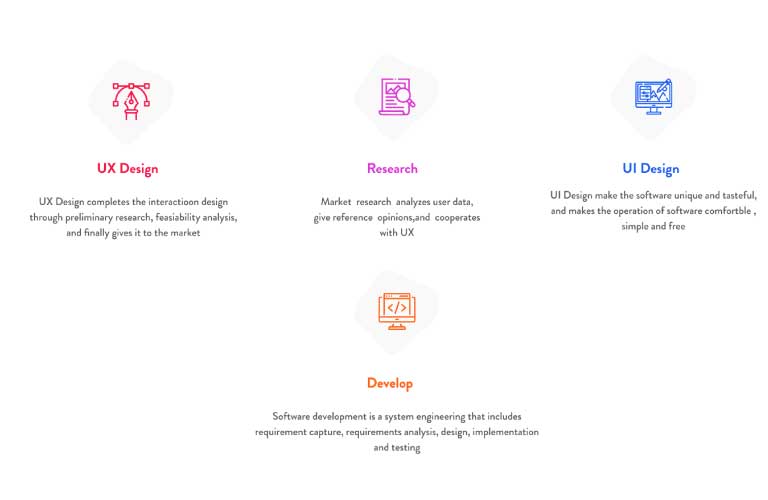 UX Design
UX Design completes the interactioon design
through preliminary research, feasiability analysis,
and finally gives it to the market
Research
Market research analyzes user data,
give reference opinions,and cooperates
with UX
UI Design
UI Design make the software unique and tasteful,
and makes the operation of software comfortble ,
simple and free
Develop
Software development is a system engineering that includes
requirement capture, requirements analysis, design, implementation
and testing